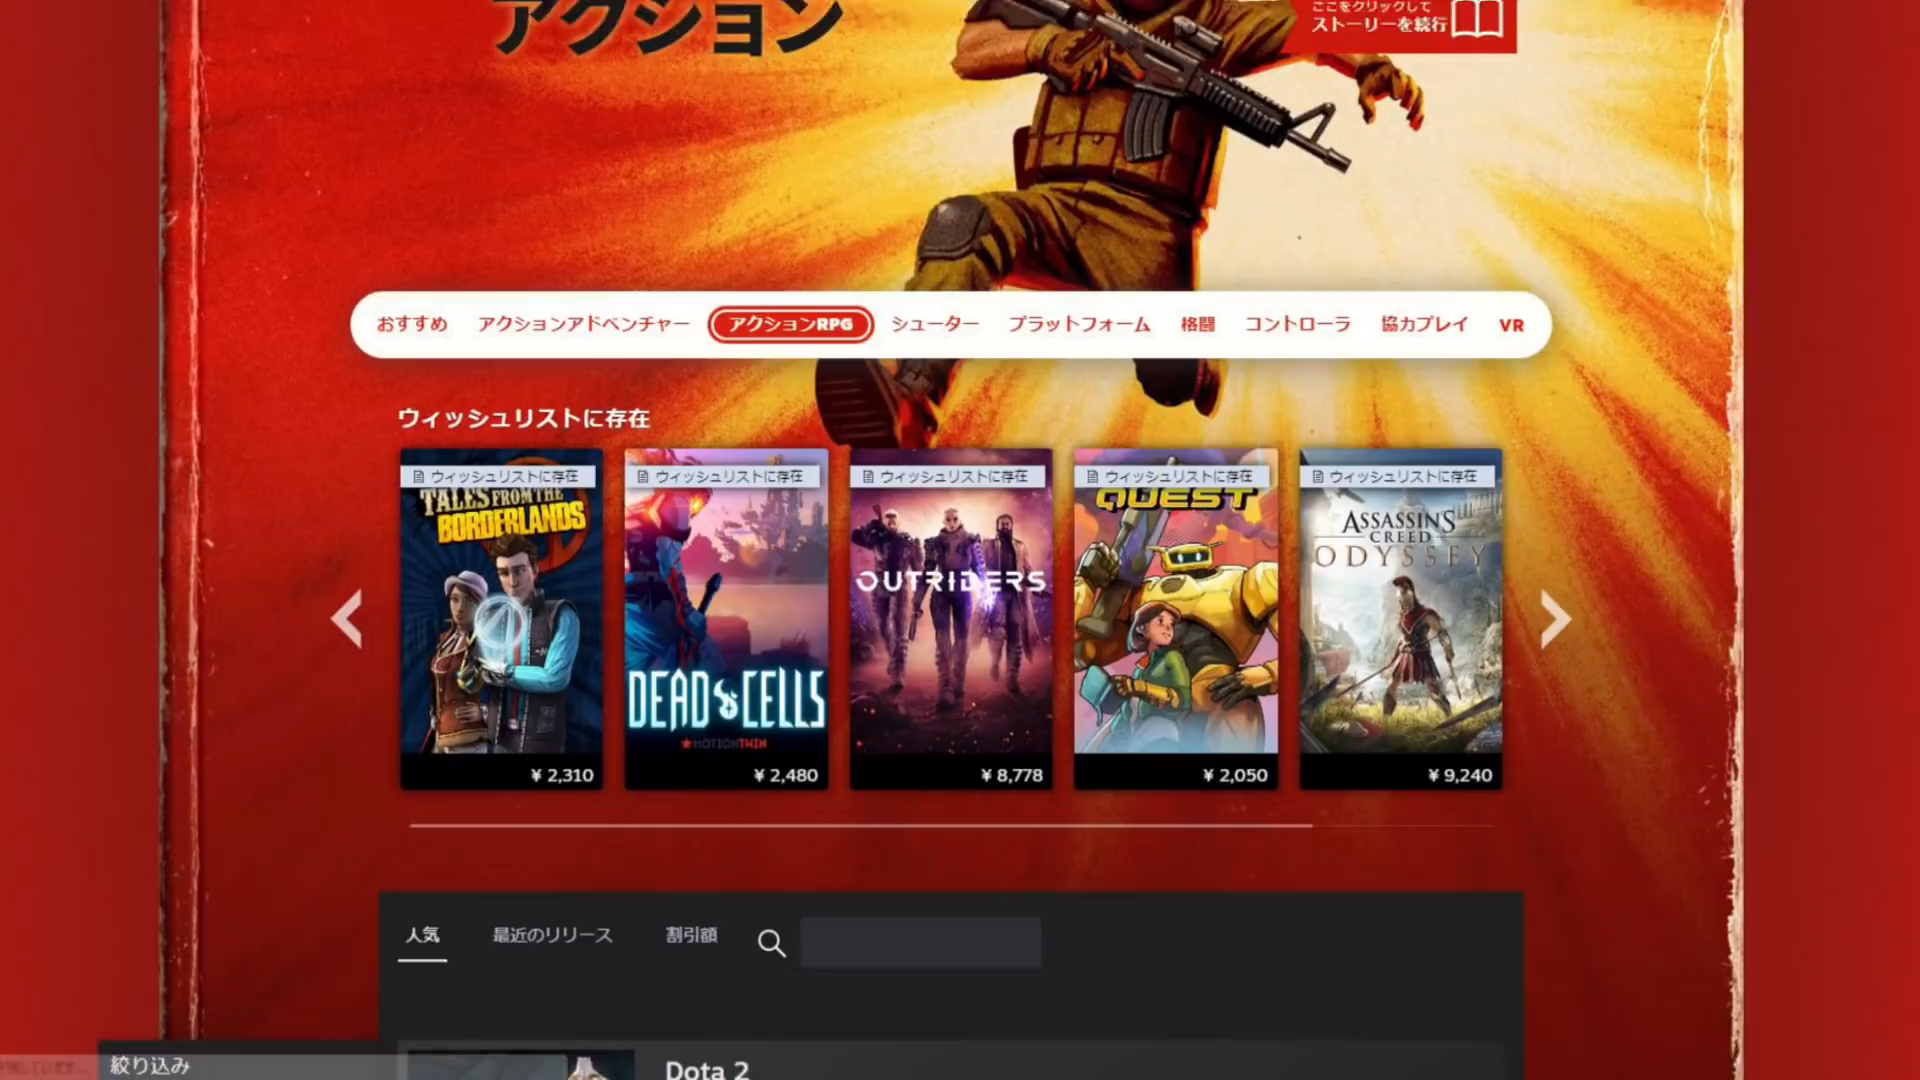 アクション
ここをクリックして
ストーリーを続行
おすすめ アクションアドベンチャー アクションRPG シューター プラットフォーム 格闘 コントローラ 協力プレイ VR
ウィッシュリストに存在
ウィッシュリストに存在 ウィッシュリストに存在 ウィッシュリストに存在 ウィッシュリストに存在 ウィッシュリストに存在
TALES FROM THE
BORDERLANDS
DEAD CELLS
MOTIONTWIN
OUTRIDERS
QUEST
ASSASSIN'S
CREED
ODYSSEY
¥ 2,310 ¥ 2,480 ¥ 8,778 ¥ 2,050 ¥ 9,240
人気 最近のリリース 割引額
Dota 2
絞り込み